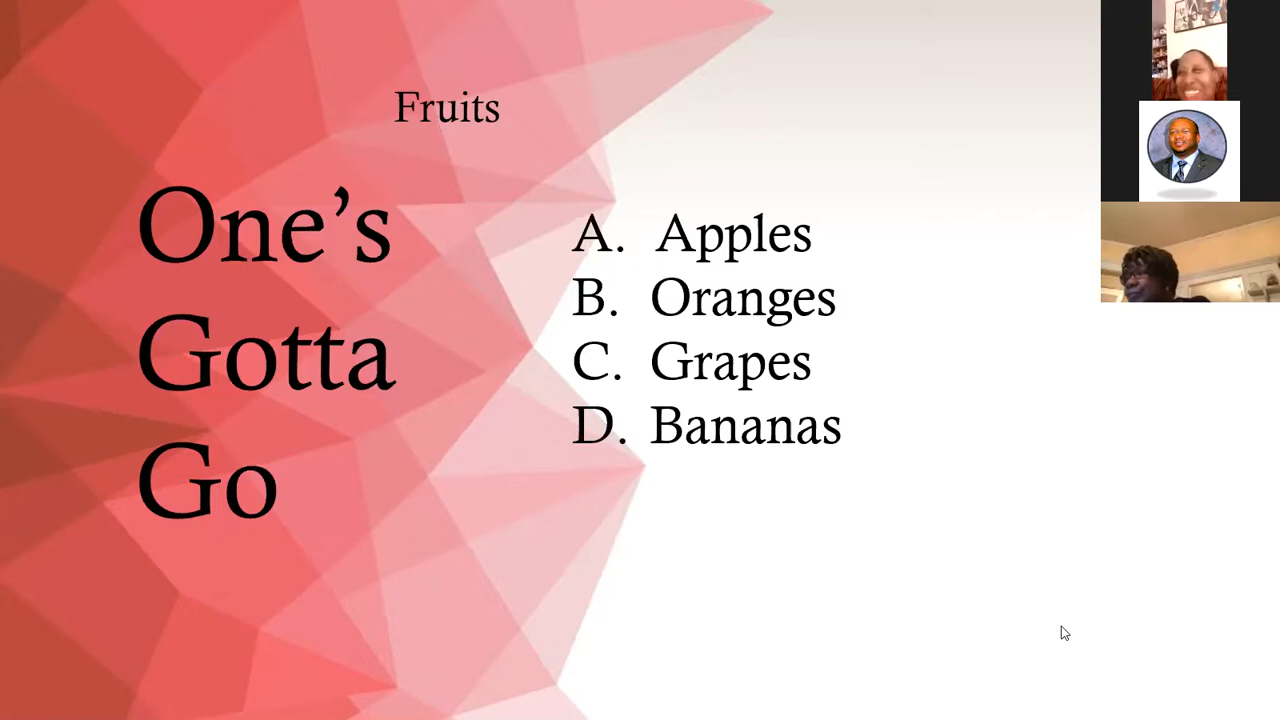 Fruits
One’s
Gotta
Go
A. Apples
B. Oranges
C. Grapes
D. Bananas